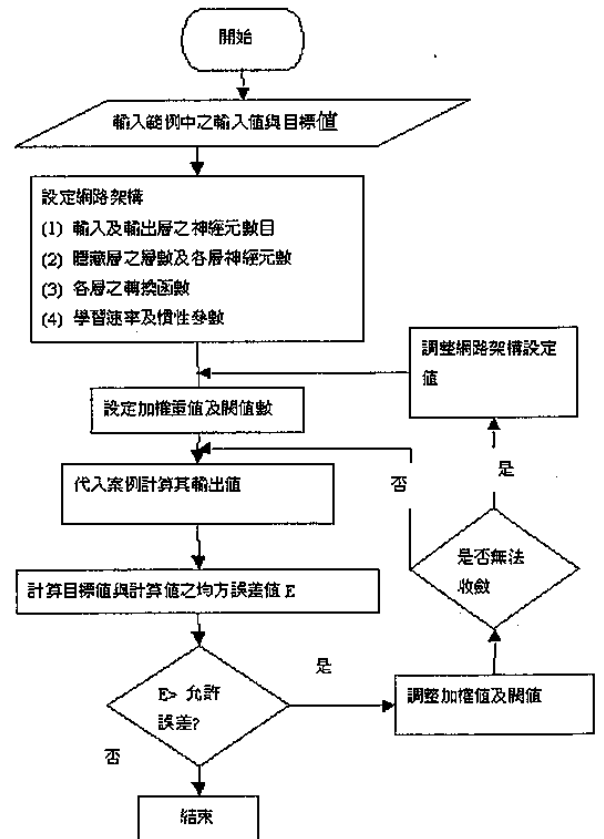 開始
輸入範例中之輸入值與目標值
設定網路架構
(1) 輸入及輸出層之神經元數目
(2) 隱藏層之層數及各層神經元數
(3) 各層之轉換函數
(4) 學習速率及慣性參數
調整網路架構設定
值
設定加權重值及閥值數
代入案例計算其輸出值
否
是
是否無法
收斂
計算目標值與計算值之均方誤差值 E
是
E> 允許
誤差?
調整加權值及閥值
否
結束